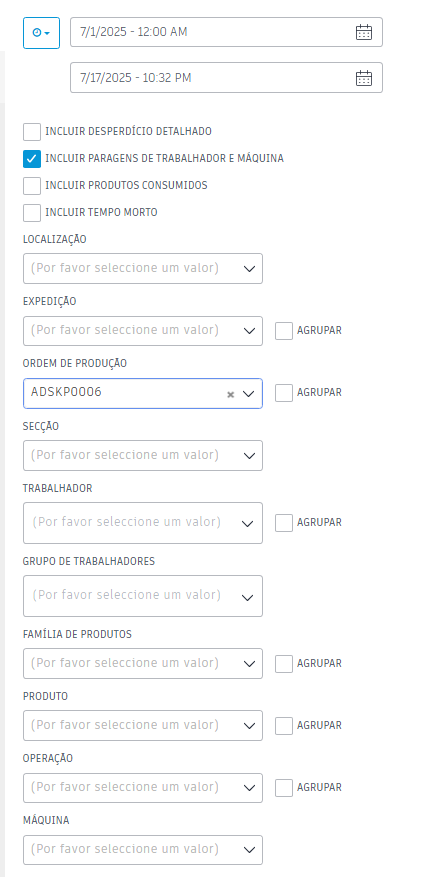 7/1/2025 - 12:00 AM
7/17/2025 - 10:32 PM
INCLUIR DESPERDÍCIO DETALHADO
INCLUIR PARAGENS DE TRABALHADOR E MÁQUINA
INCLUIR PRODUTOS CONSUMIDOS
INCLUIR TEMPO MORTO
LOCALIZAÇÃO
(Por favor seleccione um valor)
EXPEDIÇÃO
(Por favor seleccione um valor) AGRUPAR
ORDEM DE PRODUÇÃO
ADSKP0006 AGRUPAR
SECÇÃO
(Por favor seleccione um valor)
TRABALHADOR
(Por favor seleccione um valor) AGRUPAR
GRUPO DE TRABALHADORES
(Por favor seleccione um valor)
FAMÍLIA DE PRODUTOS
(Por favor seleccione um valor) AGRUPAR
PRODUTO
(Por favor seleccione um valor) AGRUPAR
OPERAÇÃO
(Por favor seleccione um valor) AGRUPAR
MÁQUINA
(Por favor seleccione um valor)